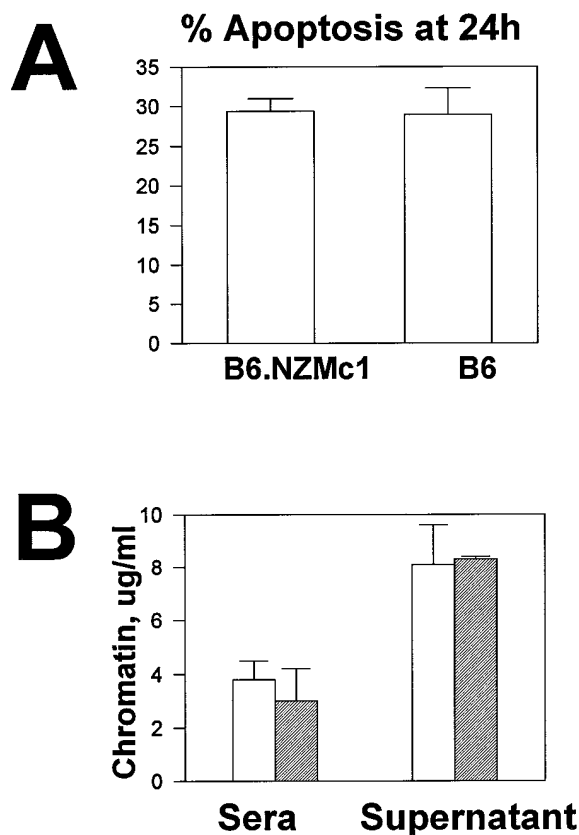 A
% Apoptosis at 24h
35
30
25
20
15
10
5
0
B6.NZMc1 B6
B
Chromatin, ug/ml
10
8
6
4
2
0
Sera Supernatant